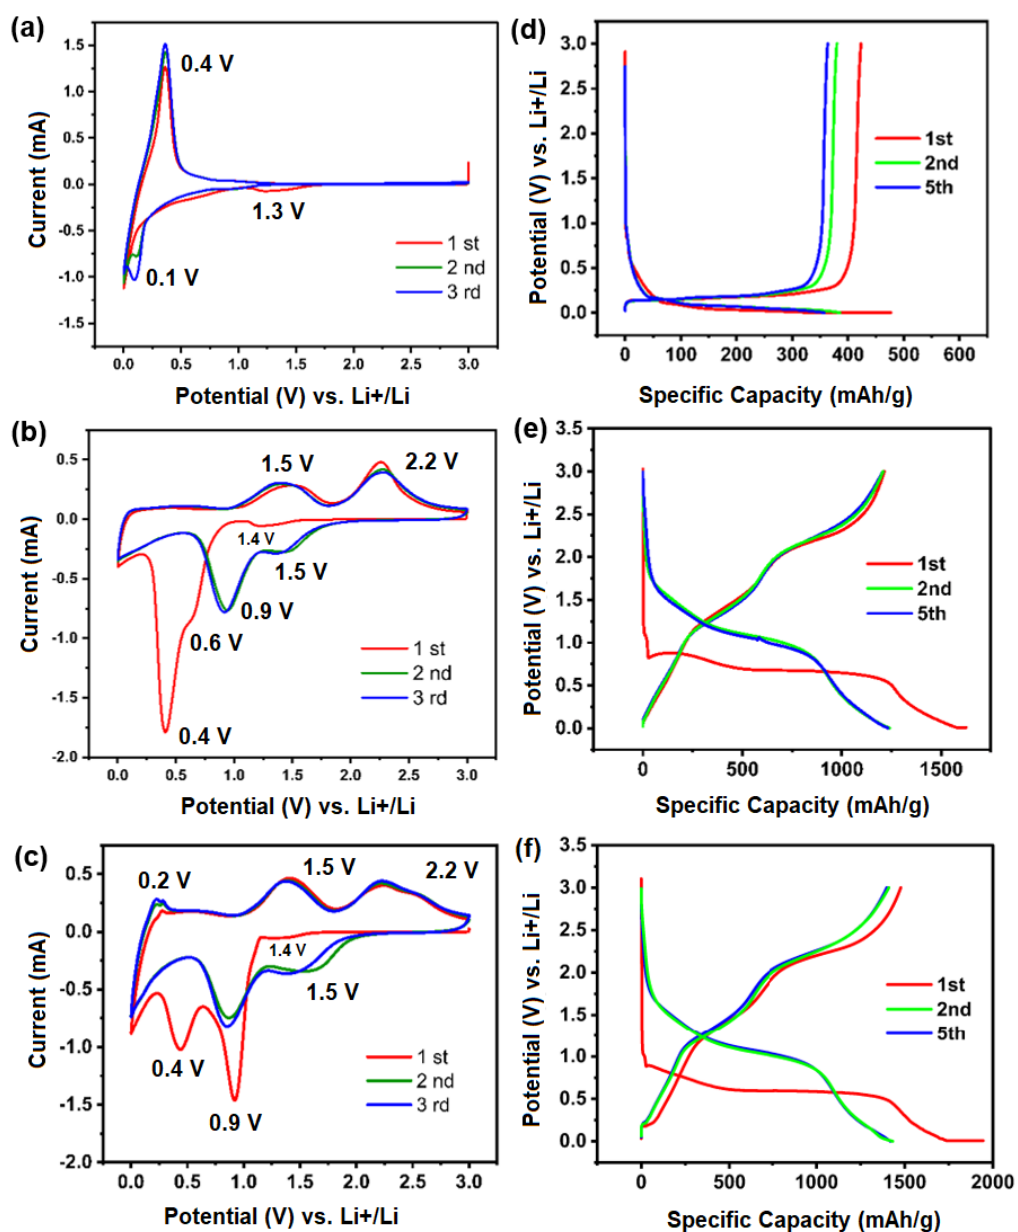 (a)
1.5
1.0
0.5
0.0
-0.5
-1.0
-1.5
Current (mA)
0.4 V
1.3 V
0.1 V
1 st
2 nd
3 rd
0.0 0.5 1.0 1.5 2.0 2.5 3.0
Potential (V) vs. Li+/Li
(d)
3.0
2.5
2.0
1.5
1.0
0.5
0.0
Potential (V) vs. Li+/Li
1st
2nd
5th
0 100 200 300 400 500 600
Specific Capacity (mAh/g)
(b)
0.5
0.0
-0.5
-1.0
-1.5
-2.0
Current (mA)
1.5 V
2.2 V
1.4 V
1.5 V
0.9 V
0.6 V
0.4 V
1 st
2 nd
3 rd
0.0 0.5 1.0 1.5 2.0 2.5 3.0
Potential (V) vs. Li+/Li
(e)
3.5
3.0
2.5
2.0
1.5
1.0
0.5
0.0
Potential (V) vs. Li+/Li
1st
2nd
5th
0 500 1000 1500
Specific Capacity (mAh/g)
(c)
0.5
0.0
-0.5
-1.0
-1.5
-2.0
Current (mA)
0.2 V
1.5 V
2.2 V
1.4 V
1.5 V
0.4 V
0.9 V
1 st
2 nd
3 rd
0.0 0.5 1.0 1.5 2.0 2.5 3.0
Potential (V) vs. Li+/Li
(f)
3.5
3.0
2.5
2.0
1.5
1.0
0.5
0.0
Potential (V) vs. Li+/Li
1st
2nd
5th
0 250 500 750 1000 1250 1500 1750 2000
Specific Capacity (mAh/g)